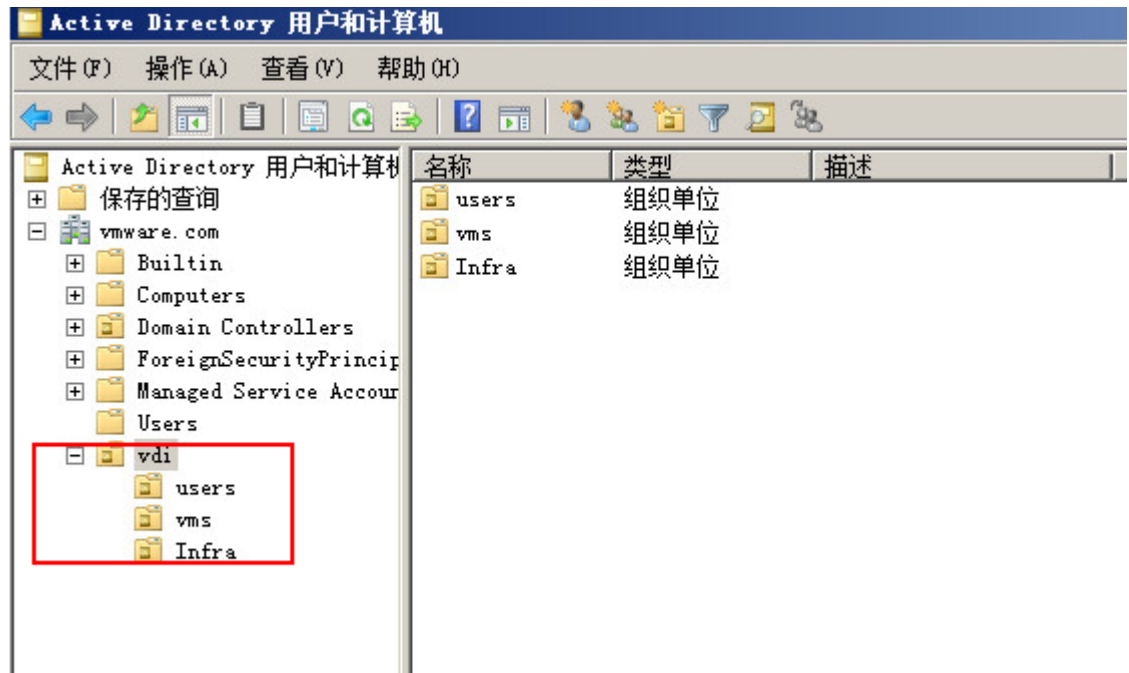 Active Directory 用户和计算机
文件(F) 操作(A) 查看(V) 帮助(H)
Active Directory 用户和计算机
保存的查询
vmware.com
Builtin
Computers
Domain Controllers
ForeignSecurityPrincip
Managed Service Accour
Users
vdi
users
vms
Infra
名称 类型 描述
users 组织单位
vms 组织单位
Infra 组织单位